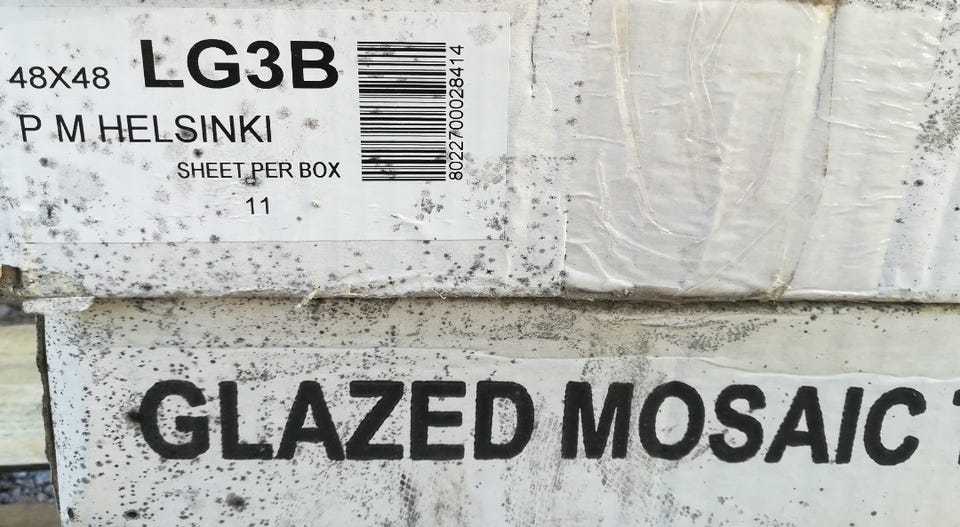 48X48 LG3B
P M HELSINKI
SHEET PER BOX
11
8022700028414
GLAZED MOSAIC